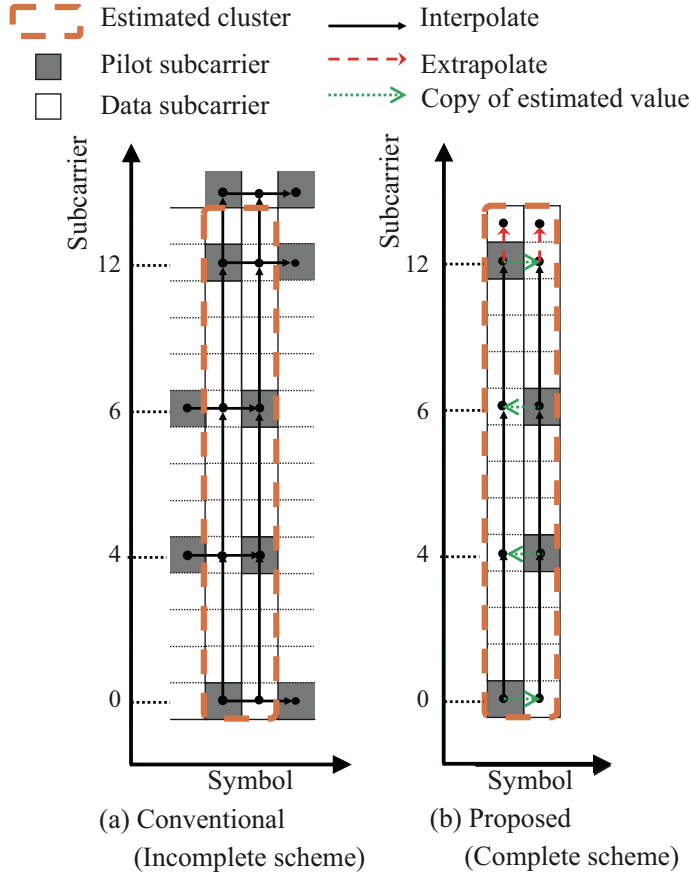 Estimated cluster
Interpolate
Pilot subcarrier
Extrapolate
Data subcarrier
Copy of estimated value
Subcarrier
12
6
4
0
Symbol
(a) Conventional
(Incomplete scheme)
Subcarrier
12
6
4
0
Symbol
(b) Proposed
(Complete scheme)